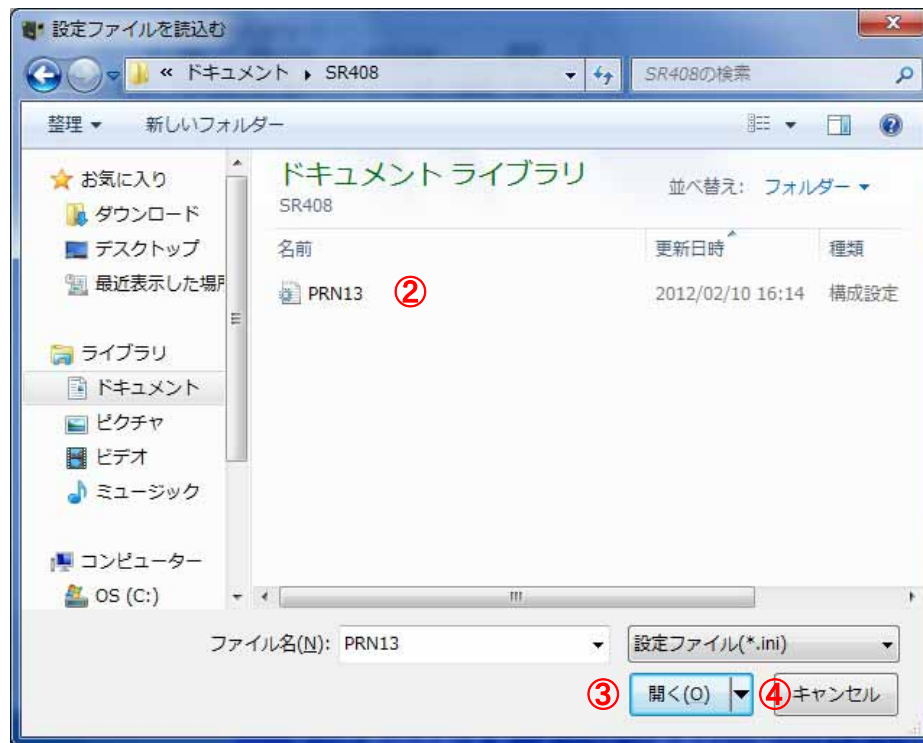 設定ファイルを読込む
« ドキュメント ▸ SR408
SR408の検索
整理 ▼ 新しいフォルダー
お気に入り
ダウンロード
デスクトップ
最近表示した場所
ライブラリ
ドキュメント
ピクチャ
ビデオ
ミュージック
コンピューター
OS (C:)
ドキュメント ライブラリ
SR408
並べ替え: フォルダー ▼
名前 更新日時 種類
PRN13 ② 2012/02/10 16:14 構成設定
ファイル名(N): PRN13
設定ファイル(*.ini)
③ 開く(O) ④ キャンセル